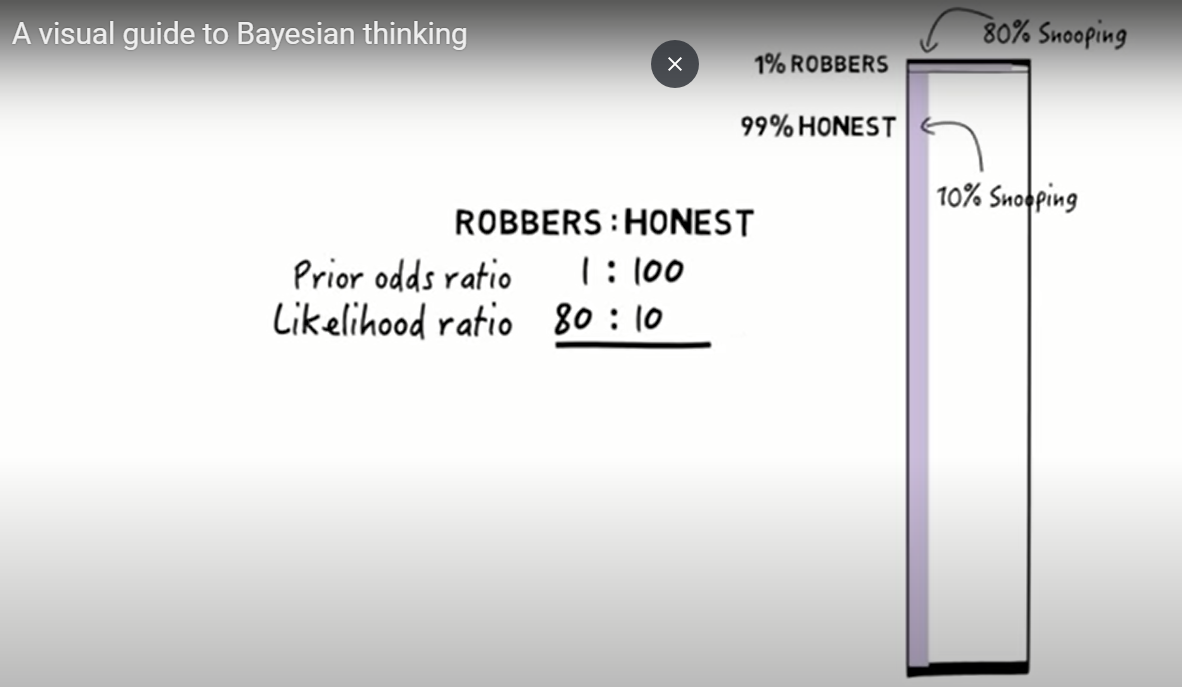 A visual guide to Bayesian thinking
80% Snooping
1% ROBBERS
99% HONEST
10% Snooping
ROBBERS : HONEST
Prior odds ratio 1 : 100
Likelihood ratio 80 : 10